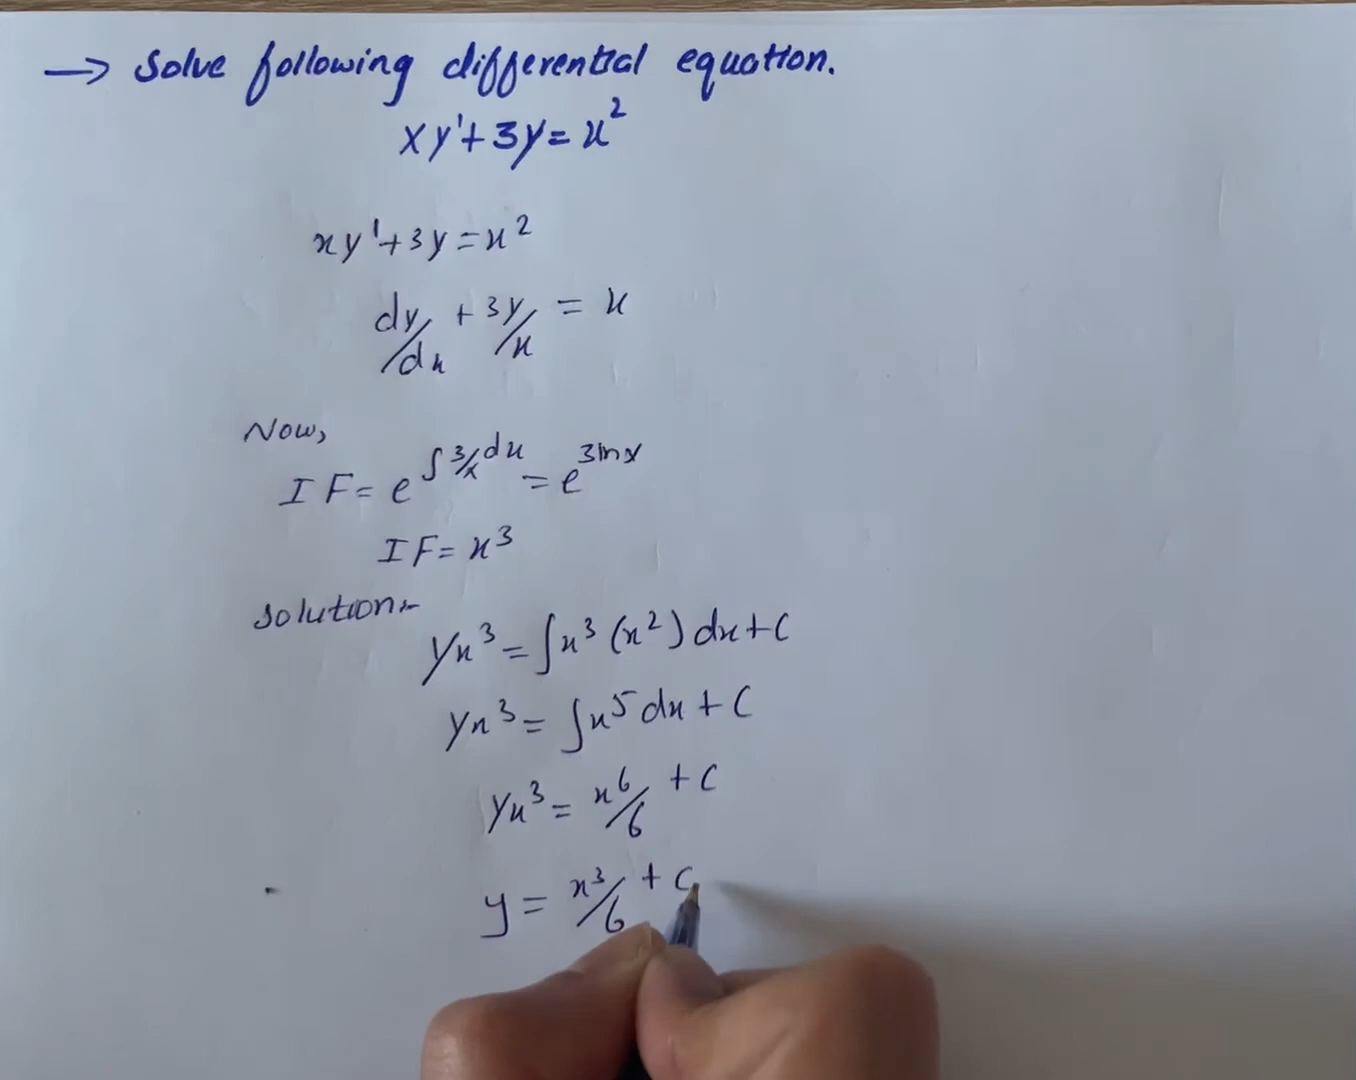 → Solve following differential equation.
xy'+3y=x²
xy'+3y=x²
dy/dx + 3y/x = x
Now,
IF= e^∫3/x dx = e^3lnx
IF= x³
Solution:-
yx³ = ∫x³(x²)dx+C
yx³ = ∫x⁵dx+C
yx³ = x⁶/6 +C
y = x³/6 + C